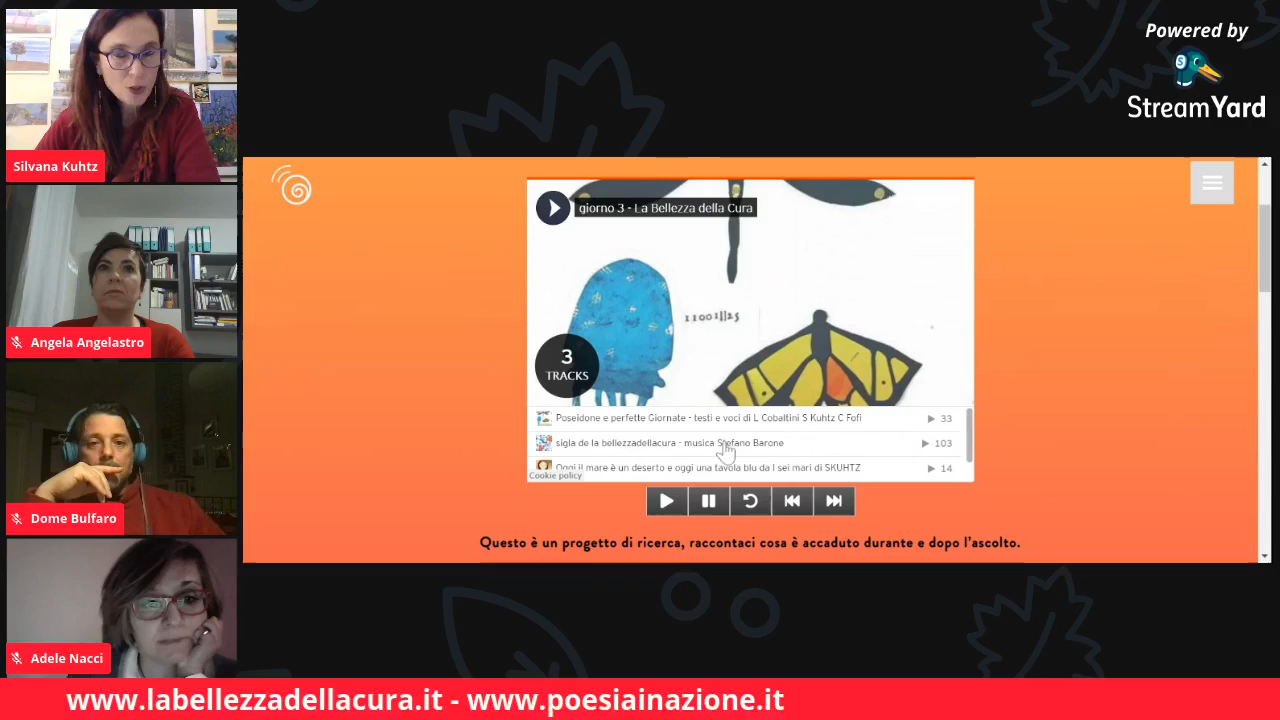 Silvana Kuhtz
Angela Angelastro
Dome Bulfaro
Adele Nacci
Powered by
S
StreamYard
giorno 3 - La Bellezza della Cura
11001125
3
TRACKS
Poseidone e perfette Giornate - testi e voci di L Cobaltini S Kuhtz C Fofi
33
sigla de la bellezzadellacura - musica Stefano Barone
103
Oggi il mare è un deserto e oggi una tavola blu da I sei mari di SKUHTZ
14
Cookie policy
Questo è un progetto di ricerca, raccontaci cosa è accaduto durante e dopo l'ascolto.
www.labellezzadellacura.it - www.poesiainazione.it